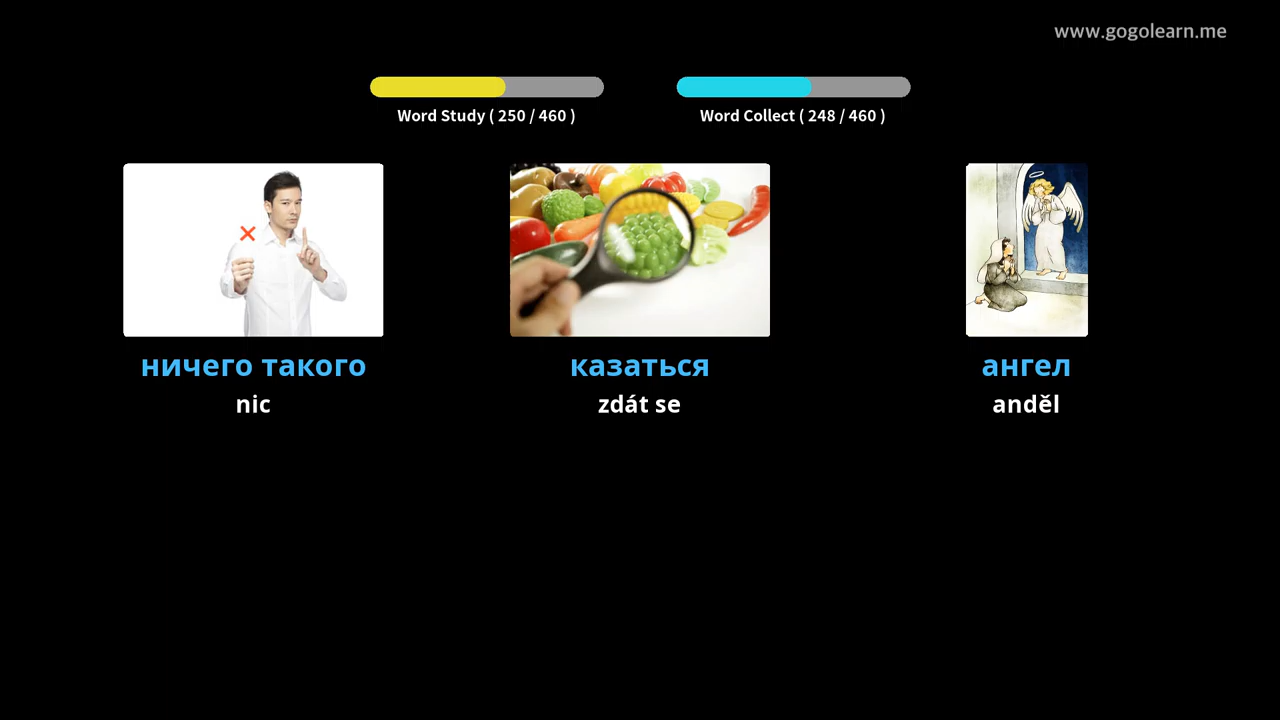 www.gogolearn.me
Word Study ( 250 / 460 )
Word Collect ( 248 / 460 )
ничего такого
nic
казаться
zdát se
ангел
anděl